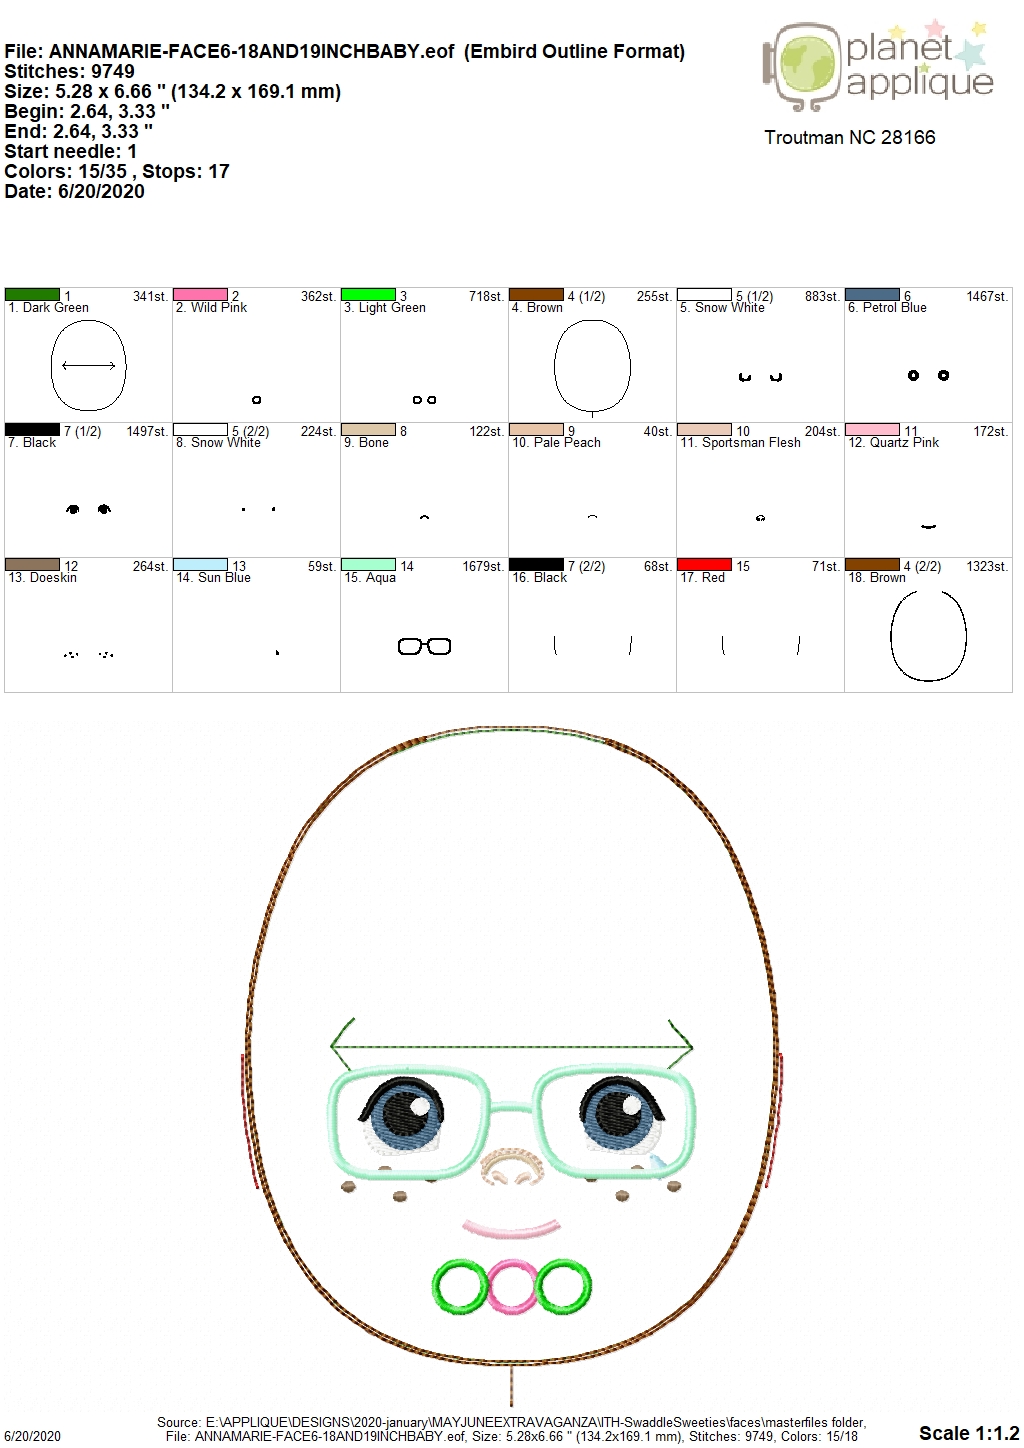 File: ANNAMARIE-FACE6-18AND19INCHBABY.eof (Embird Outline Format)
Stitches: 9749
Size: 5.28 x 6.66 " (134.2 x 169.1 mm)
Begin: 2.64, 3.33 "
End: 2.64, 3.33 "
Start needle: 1
Colors: 15/35 , Stops: 17
Date: 6/20/2020
planet
applique
Troutman NC 28166
1 341st. 2 362st. 3 718st. 4 (1/2) 255st. 5 (1/2) 883st. 6 1467st.
1. Dark Green 2. Wild Pink 3. Light Green 4. Brown 5. Snow White 6. Petrol Blue
7 (1/2) 1497st. 5 (2/2) 224st. 8 122st. 9 40st. 10 204st. 11 172st.
7. Black 8. Snow White 9. Bone 10. Pale Peach 11. Sportsman Flesh 12. Quartz Pink
12 264st. 13 59st. 14 1679st. 7 (2/2) 68st. 15 71st. 4 (2/2) 1323st.
13. Doeskin 14. Sun Blue 15. Aqua 16. Black 17. Red 18. Brown
Source: E:\APPLIQUE\DESIGNS\2020-january\MAYJUNEEXTRAVAGANZA\ITH-SwaddleSweeties\faces\masterfiles folder,
6/20/2020 File: ANNAMARIE-FACE6-18AND19INCHBABY.eof, Size: 5.28x6.66 " (134.2x169.1 mm), Stitches: 9749, Colors: 15/18 Scale 1:1.2